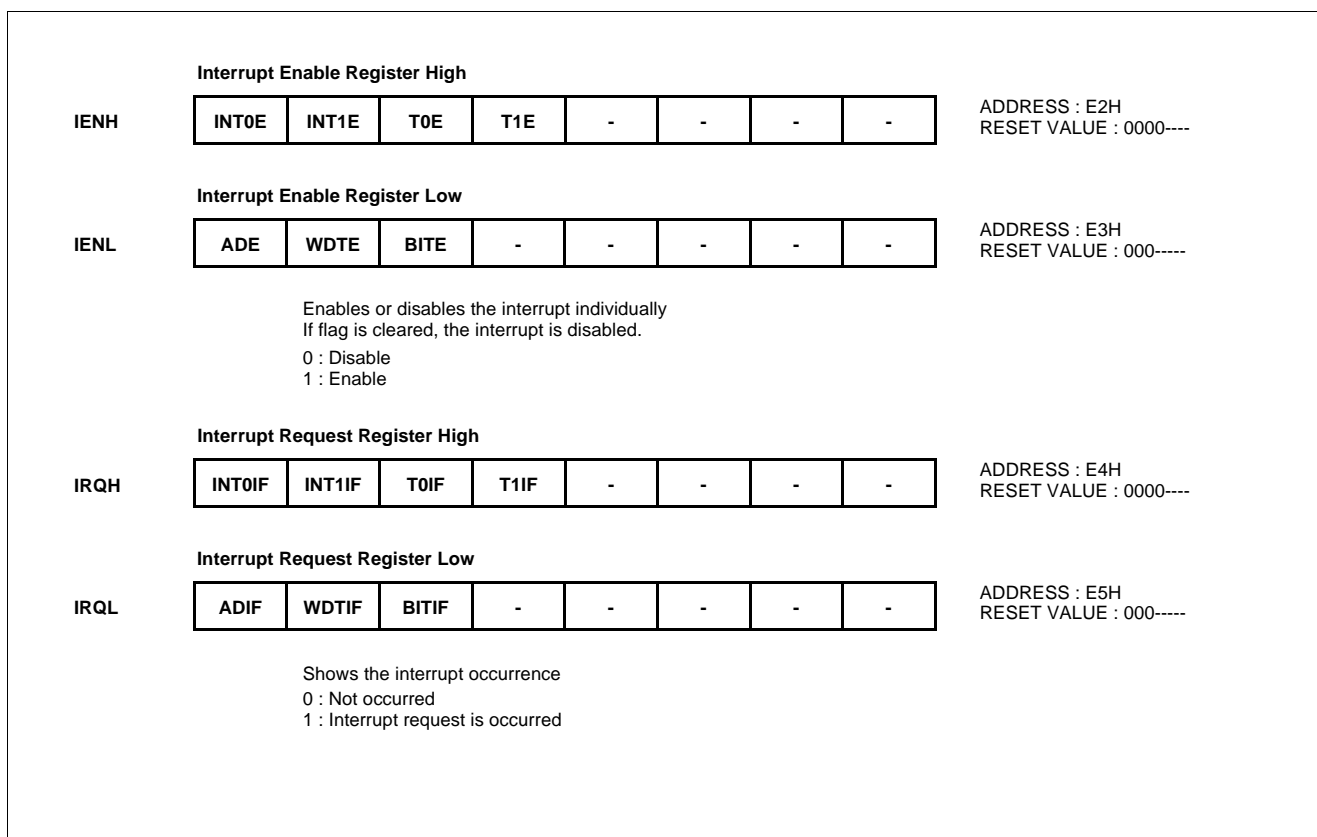 Interrupt Enable Register High
IENH INT0E INT1E T0E T1E - - - - ADDRESS : E2H
RESET VALUE : 0000----
Interrupt Enable Register Low
IENL ADE WDTE BITE - - - - - ADDRESS : E3H
RESET VALUE : 000-----
Enables or disables the interrupt individually
If flag is cleared, the interrupt is disabled.
0 : Disable
1 : Enable
Interrupt Request Register High
IRQH INT0IF INT1IF T0IF T1IF - - - - ADDRESS : E4H
RESET VALUE : 0000----
Interrupt Request Register Low
IRQL ADIF WDTIF BITIF - - - - - ADDRESS : E5H
RESET VALUE : 000-----
Shows the interrupt occurrence
0 : Not occurred
1 : Interrupt request is occurred